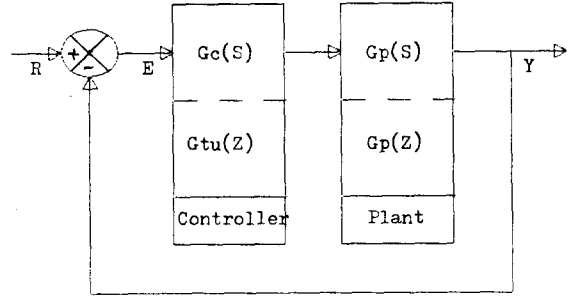 +
-
R
E
Gc(S)
Gp(S)
Y
Gtu(Z)
Gp(Z)
Controller
Plant